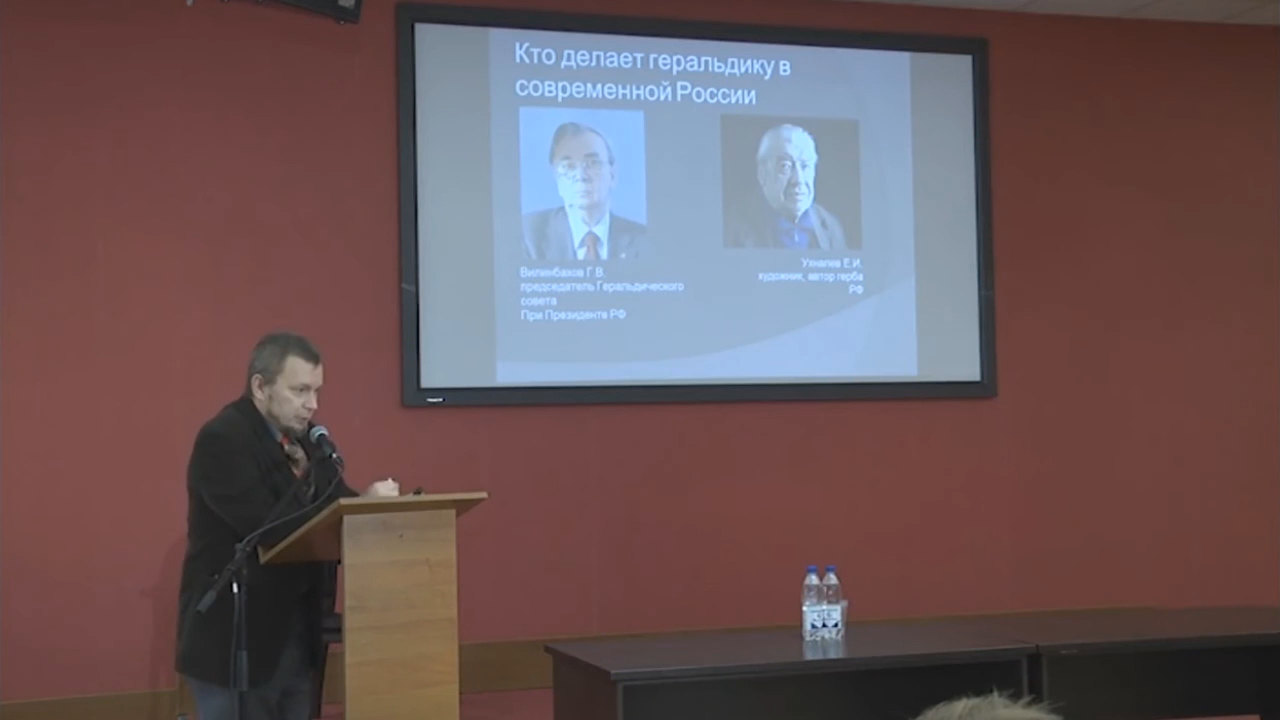 Кто делает геральдику в
современной России
Вилинбахов Г.В.
председатель Геральдического
совета
При Президенте РФ
Ухналев Е.И.
художник, автор герба
РФ